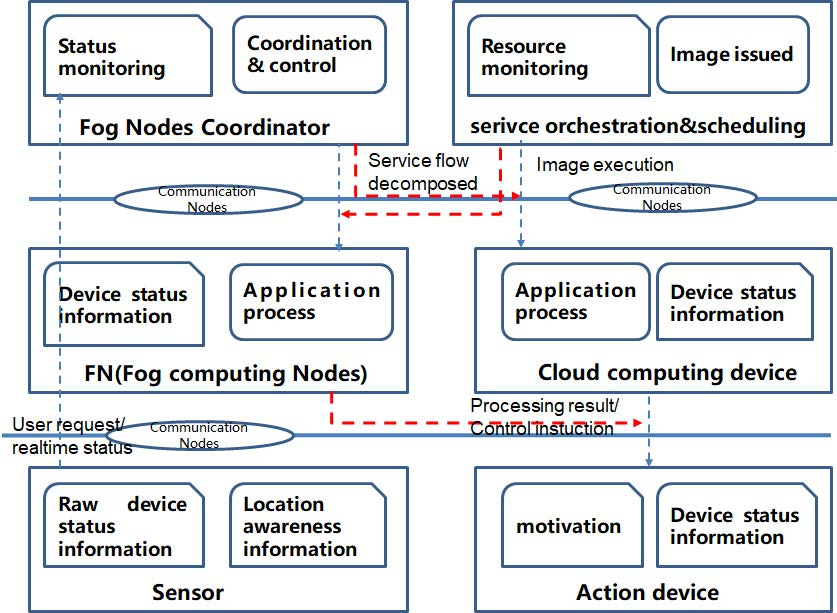 Status
monitoring
Coordination
& control
Fog Nodes Coordinator
Resource
monitoring
Image issued
serivce orchestration&scheduling
Service flow
decomposed
Image execution
Communication
Nodes
Communication
Nodes
Device status
information
Application
process
FN(Fog computing Nodes)
Application
process
Device status
information
Cloud computing device
User request/
realtime status
Communication
Nodes
Processing result/
Control instuction
Raw device
status
information
Location
awareness
information
Sensor
motivation
Device status
information
Action device